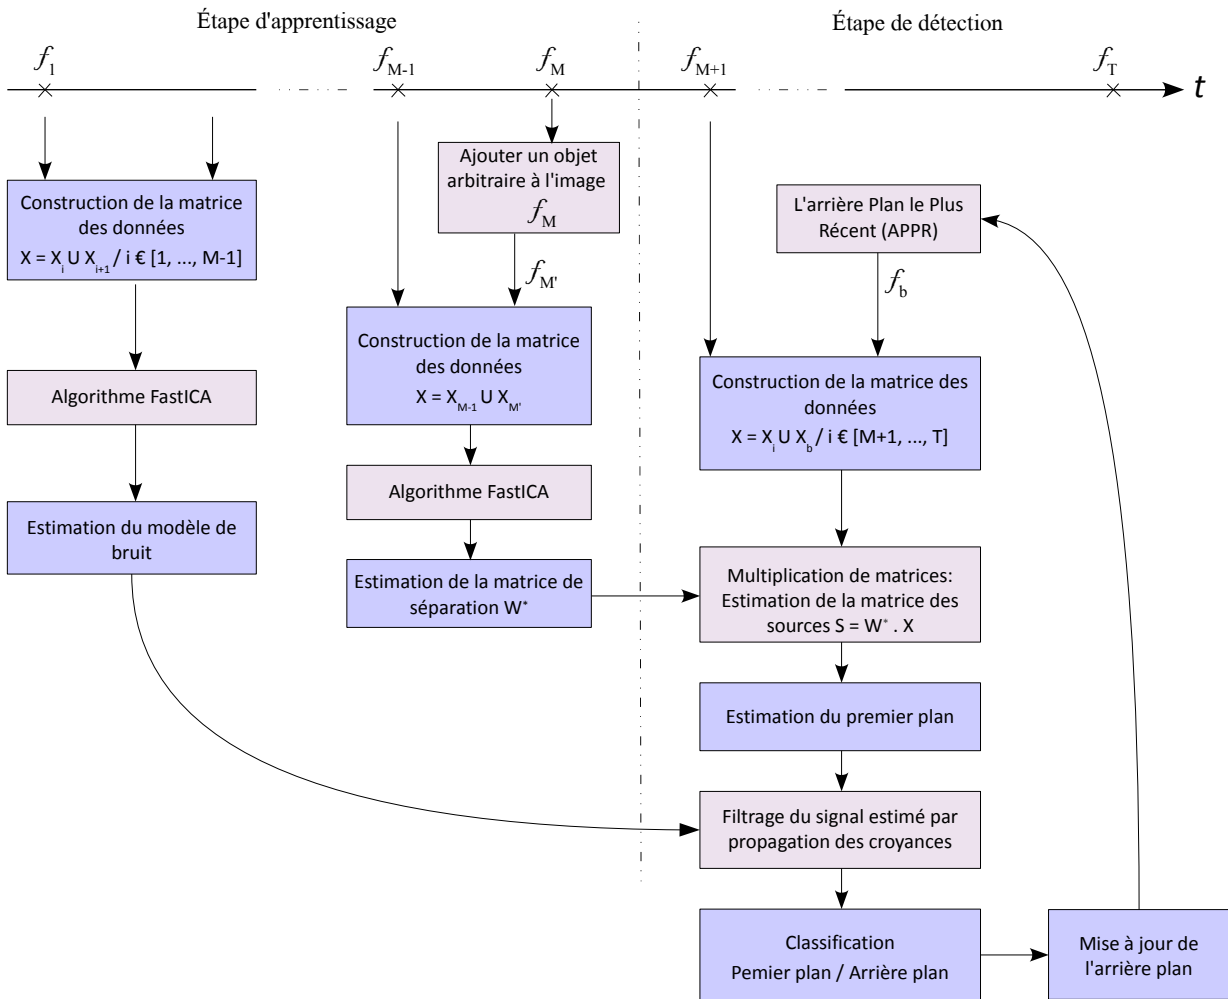 Étape d'apprentissage
Étape de détection
f1
fM-1
fM
fM+1
fT
t
Construction de la matrice
des données
X = Xi U Xi+1 / i € [1, ..., M-1]
Algorithme FastICA
Estimation du modèle de
bruit
Ajouter un objet
arbitraire à l'image
fM
fM'
Construction de la matrice
des données
X = XM-1 U XM'
Algorithme FastICA
Estimation de la matrice de
séparation W*
L'arrière Plan le Plus
Récent (APPR)
fb
Construction de la matrice des
données
X = Xi U Xb / i € [M+1, ..., T]
Multiplication de matrices:
Estimation de la matrice des
sources S = W* . X
Estimation du premier plan
Filtrage du signal estimé par
propagation des croyances
Classification
Pemier plan / Arrière plan
Mise à jour de
l'arrière plan